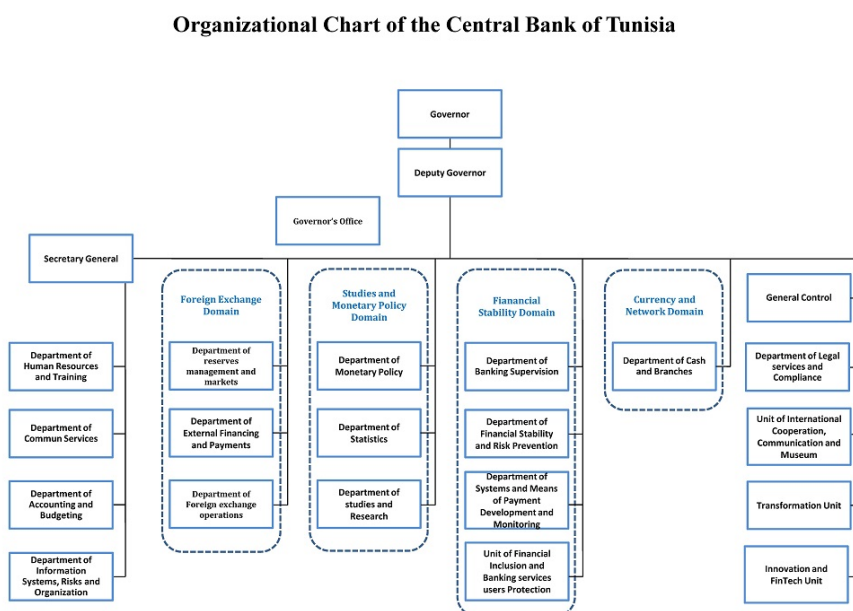 Organizational Chart of the Central Bank of Tunisia
Governor
Deputy Governor
Governor's Office
Secretary General
Department of
Human Resources
and Training
Department of
Commun Services
Department of
Accounting and
Budgeting
Department of
Information
Systems, Risks and
Organization
Foreign Exchange
Domain
Department of
reserves
management and
markets
Department of
External Financing
and Payments
Department of
Foreign exchange
operations
Studies and
Monetary Policy
Domain
Department of
Monetary Policy
Department of
Statistics
Department of
studies and
Research
Fianancial
Stability Domain
Department of
Banking Supervision
Department of
Financial Stability
and Risk Prevention
Department of
Systems and Means
of Payment
Development and
Monitoring
Unit of Financial
Inclusion and
Banking services
users Protection
Currency and
Network Domain
Department of Cash
and Branches
General Control
Department of Legal
services and
Compliance
Unit of International
Cooperation,
Communication and
Museum
Transformation Unit
Innovation and
FinTech Unit